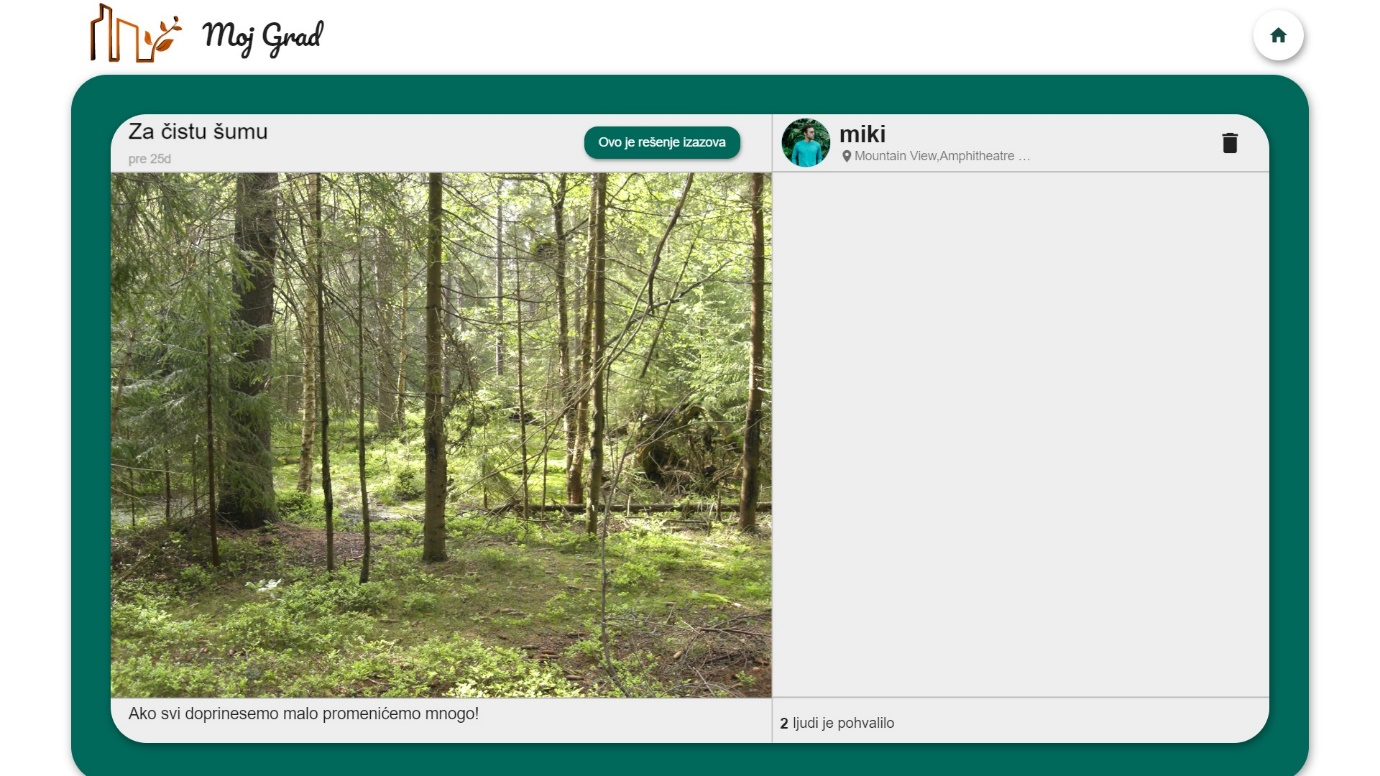 Moj Grad
Za čistu šumu
pre 25d
Ovo je rešenje izazova
miki
Mountain View,Amphitheatre ...
Ako svi doprinesemo malo promenićemo mnogo!
2 ljudi je pohvalilo